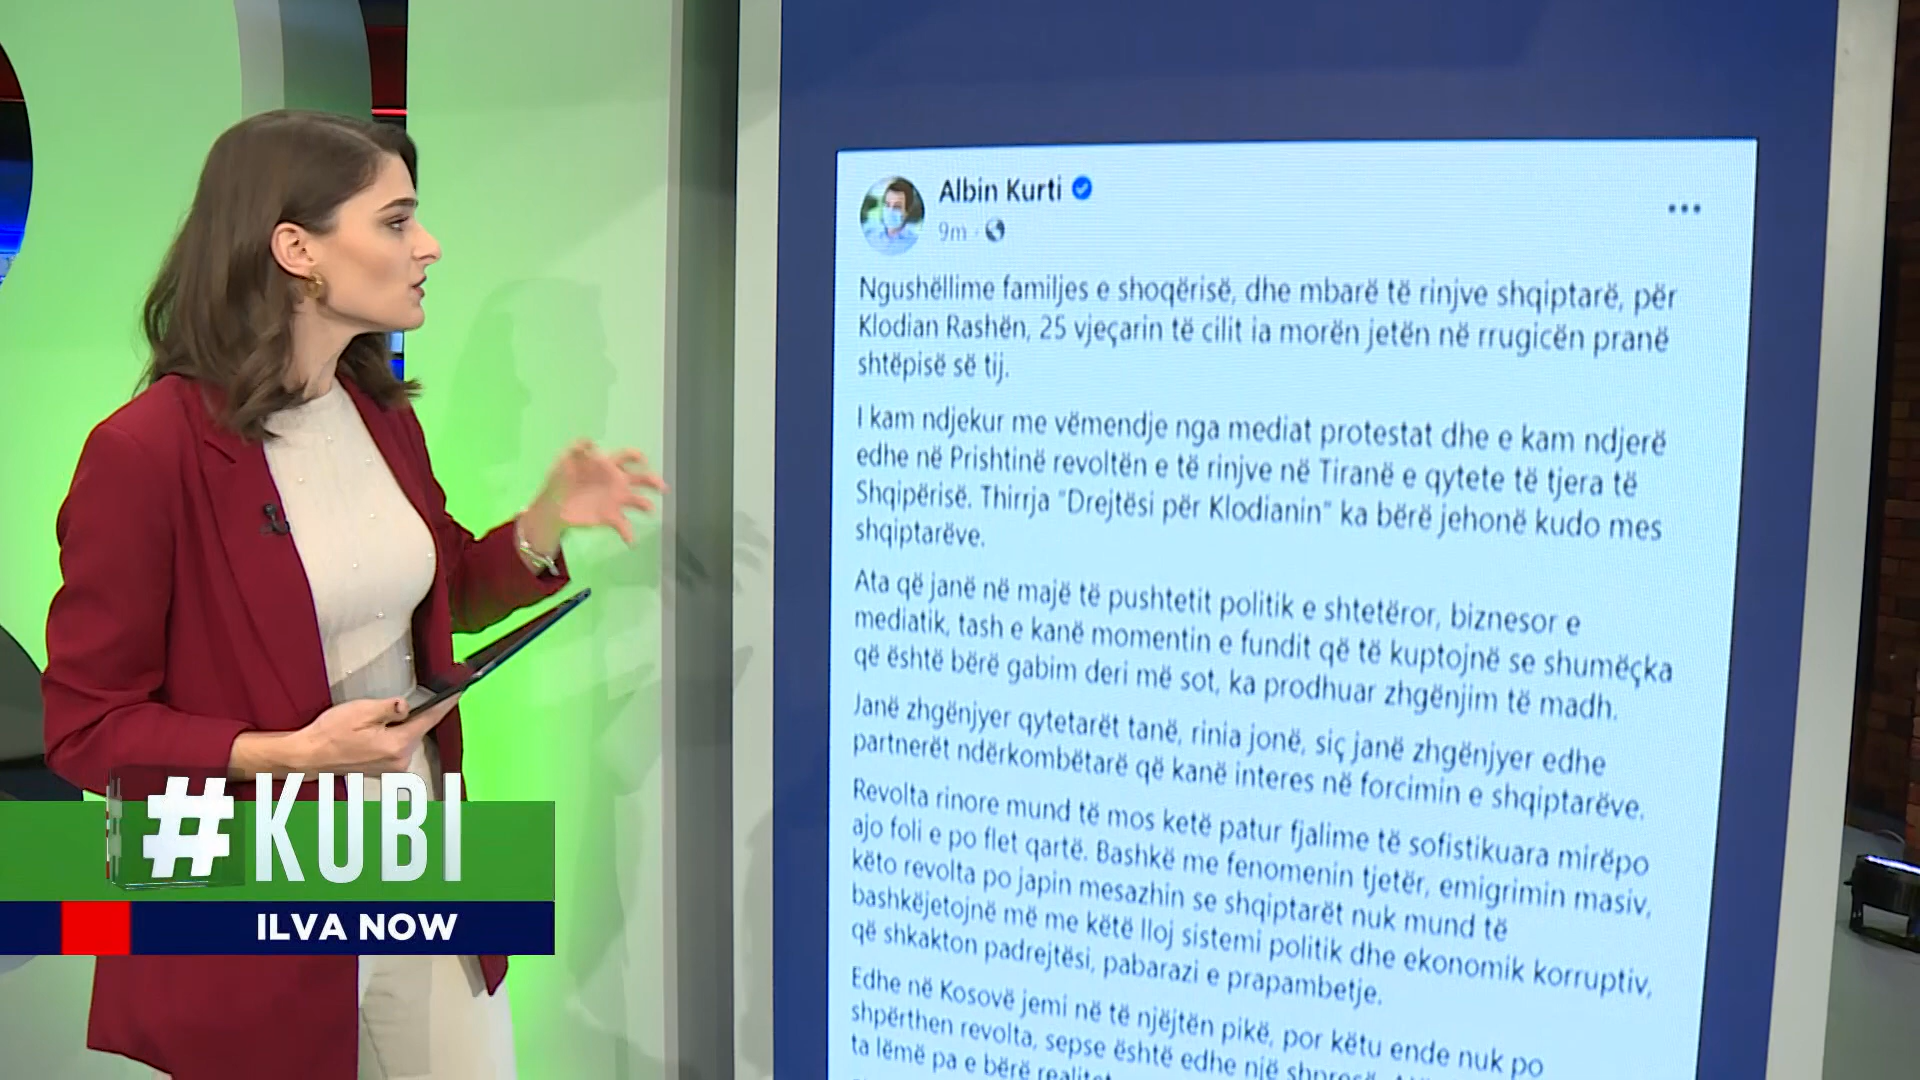 Albin Kurti
9m
Ngushëllime familjes e shoqërisë, dhe mbarë të rinjve shqiptarë, për
Klodian Rashën, 25 vjeçarin të cilit ia morën jetën në rrugicën pranë
shtëpisë së tij.
I kam ndjekur me vëmendje nga mediat protestat dhe e kam ndjerë
edhe në Prishtinë revoltën e të rinjve në Tiranë e qytete të tjera të
Shqipërisë. Thirrja "Drejtësi për Klodianin" ka bërë jehonë kudo mes
shqiptarëve.
Ata që janë në majë të pushtetit politik e shtetëror, biznesor e
mediatik, tash e kanë momentin e fundit që të kuptojnë se shumëçka
që është bërë gabim deri më sot, ka prodhuar zhgënjim të madh.
Janë zhgënjyer qytetarët tanë, rinia jonë, siç janë zhgënjyer edhe
partnerët ndërkombëtarë që kanë interes në forcimin e shqiptarëve.
Revolta rinore mund të mos ketë patur fjalime të sofistikuara mirëpo
ajo foli e po flet qartë. Bashkë me fenomenin tjetër, emigrimin masiv,
këto revolta po japin mesazhin se shqiptarët nuk mund të
bashkëjetojnë më me këtë lloj sistemi politik dhe ekonomik korruptiv,
që shkakton padrejtësi, pabarazi e prapambetje.
Edhe në Kosovë jemi në të njëjtën pikë, por këtu ende nuk po
shpërthen revolta, sepse është edhe një shpresë.
ta lëmë pa e bërë realitet
#KUBI
ILVA NOW